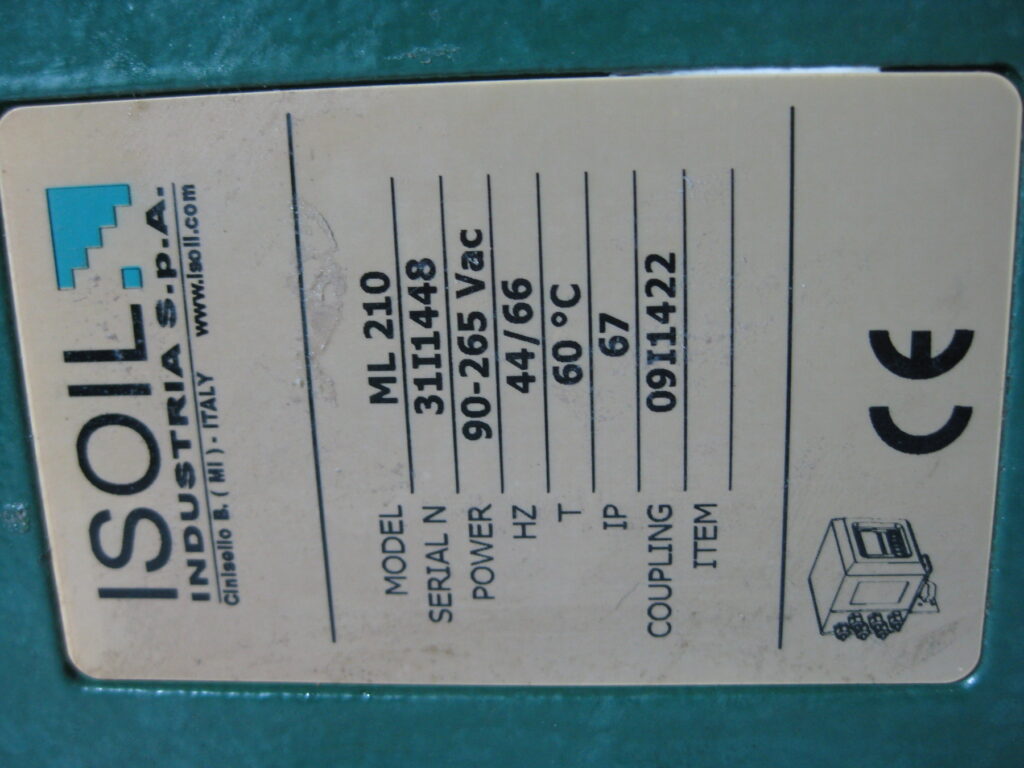 ISOIL
INDUSTRIA S.p.A.
Cinisello B. ( MI ) - ITALY www.isoil.com
MODEL ML 210
SERIAL N 31I1448
POWER 90-265 Vac
HZ 44/66
T 60 °C
IP 67
COUPLING 09I1422
ITEM
CE